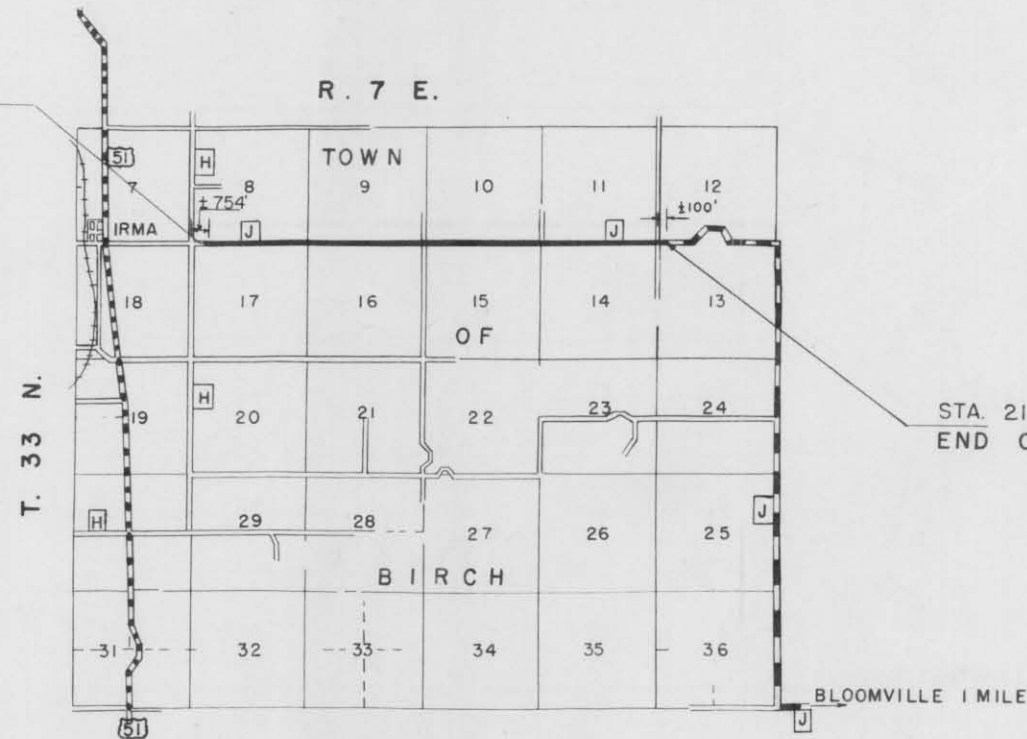 R. 7 E.
TOWN
51
H
7
8
9
10
11
12
± 754'
±100'
IRMA
J
J
18
17
16
15
14
13
OF
T. 33 N.
H
19
20
21
22
23
24
STA. 21
END
H
29
28
27
26
25
J
BIRCH
31
32
33
34
35
36
BLOOMVILLE 1 MILE
51
J